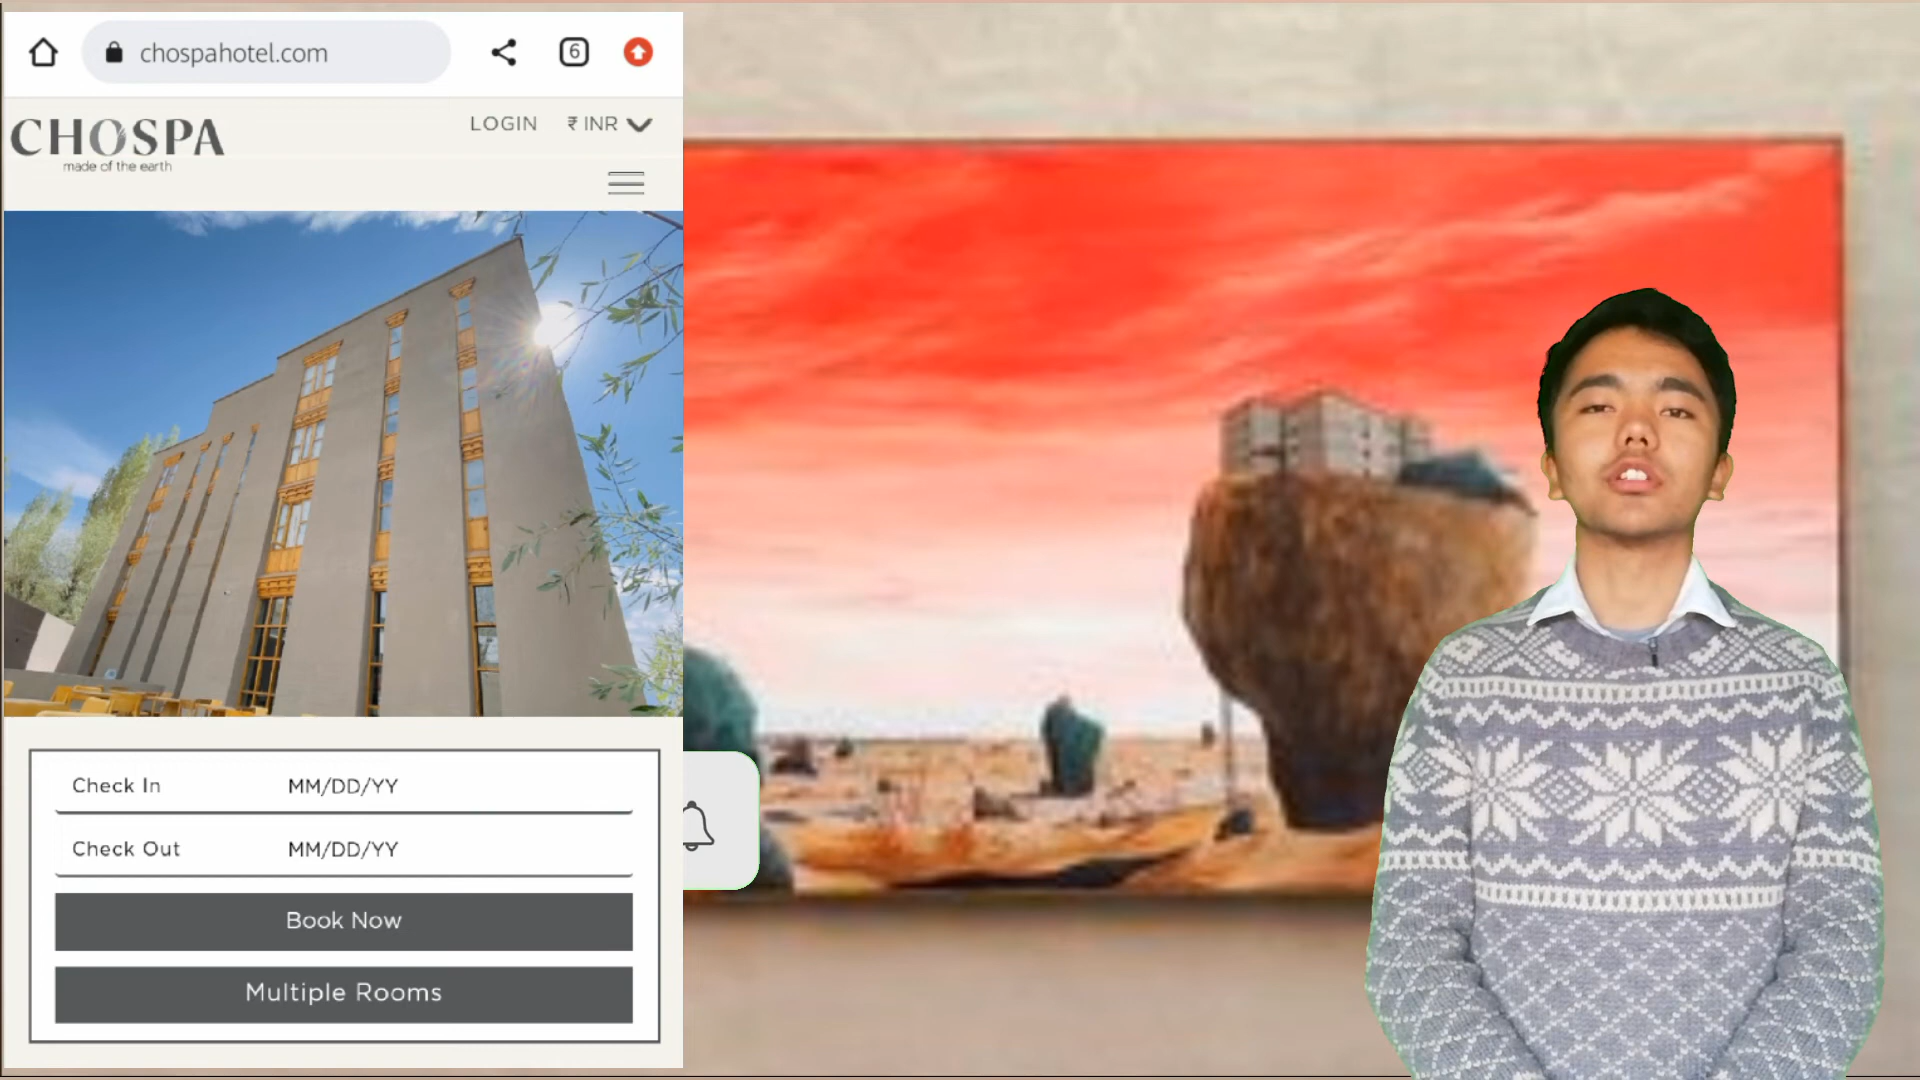 chospahotel.com
6
CHOSPA
made of the earth
LOGIN ₹ INR
Check In MM/DD/YY
Check Out MM/DD/YY
Book Now
Multiple Rooms